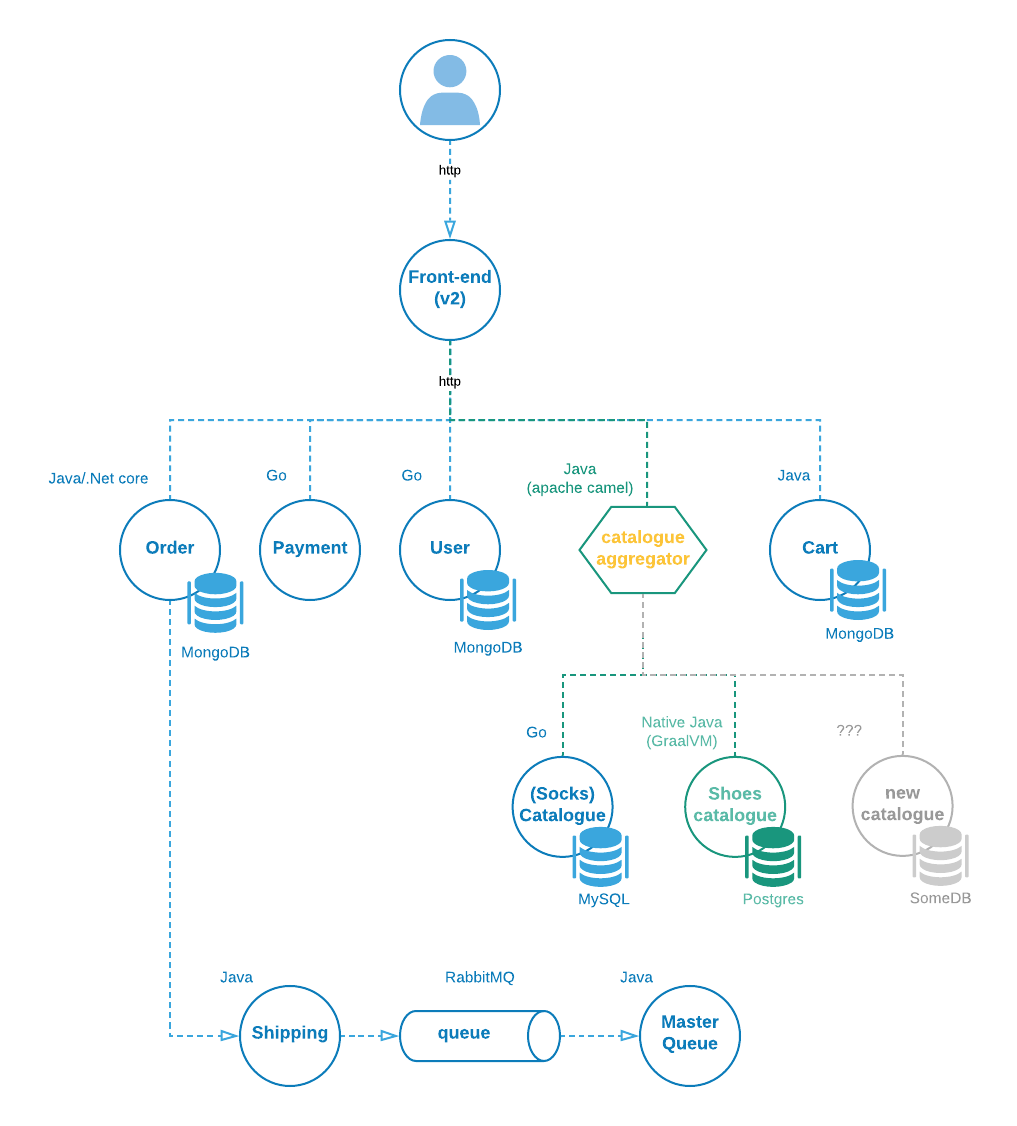 http
Front-end
(v2)
http
Java/.Net core
Go
Go
Java
(apache camel)
Java
Order
Payment
User
catalogue
aggregator
Cart
MongoDB
MongoDB
MongoDB
Go
Native Java
(GraalVM)
???
(Socks)
Catalogue
Shoes
catalogue
new
catalogue
MySQL
Postgres
SomeDB
Java
RabbitMQ
Java
Shipping
queue
Master
Queue